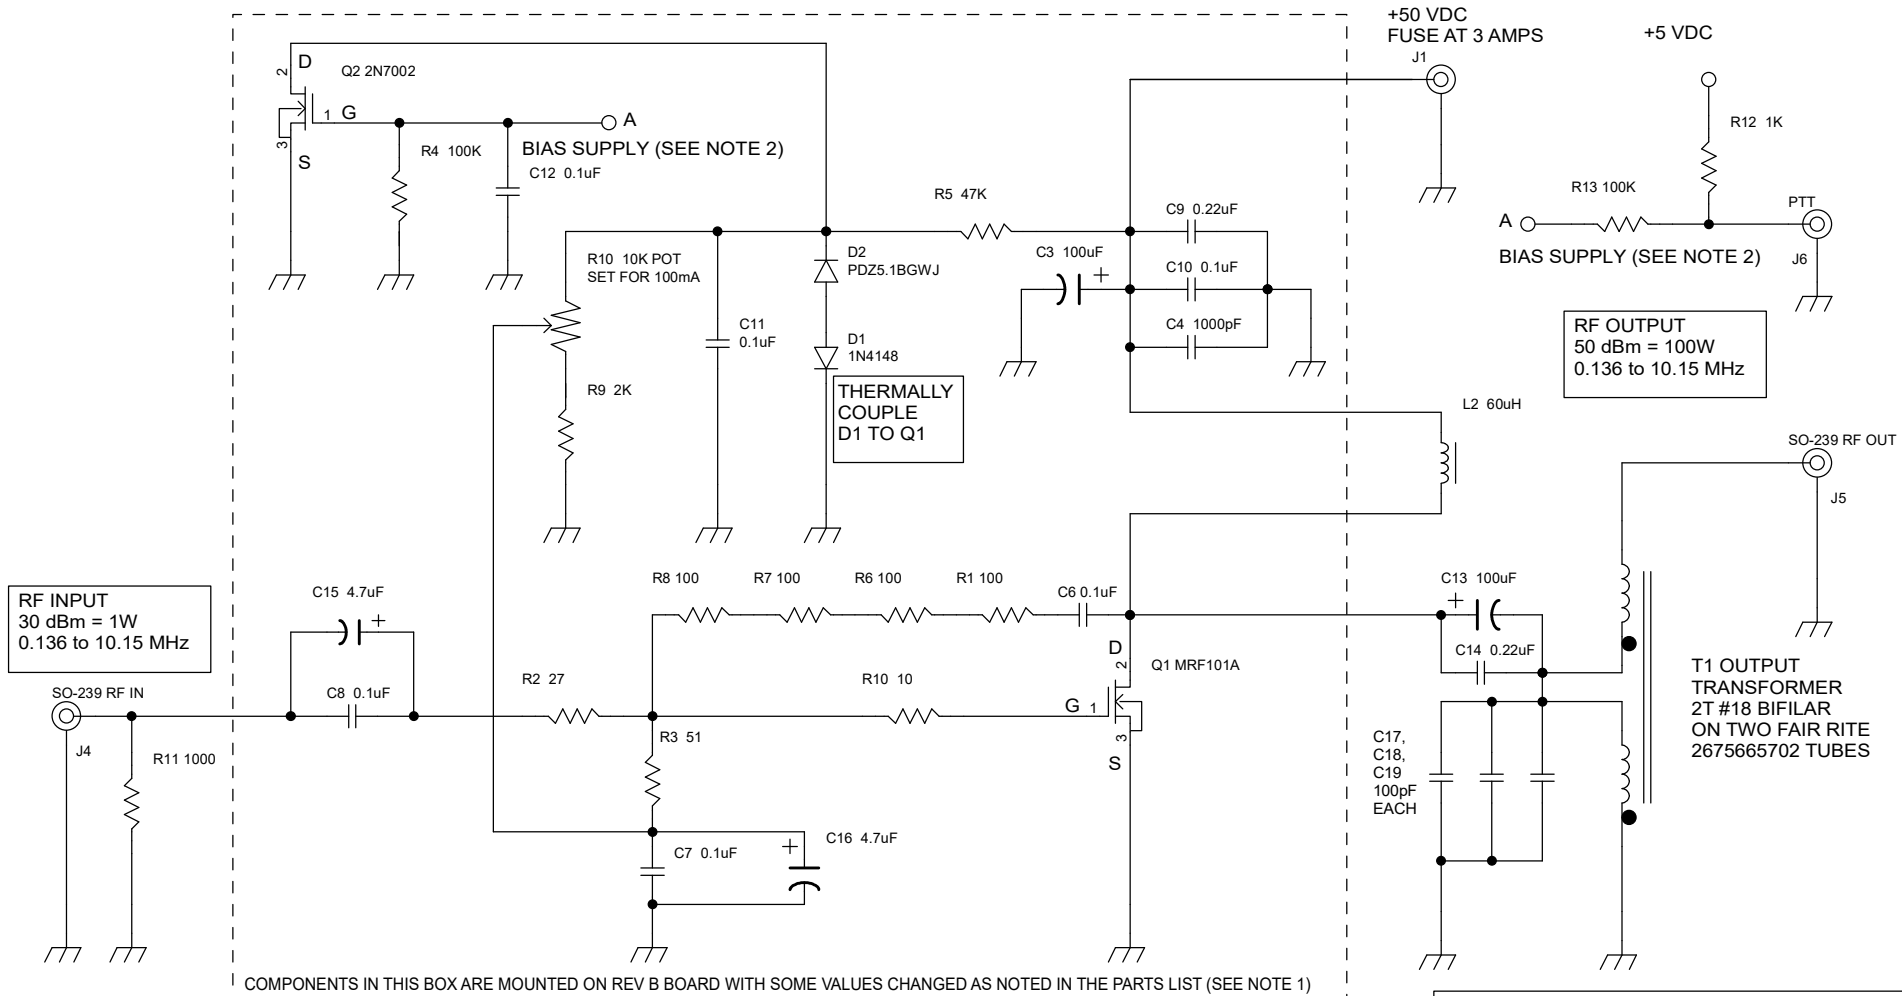 +50 VDC
FUSE AT 3 AMPS
J1
+5 VDC
D
2
Q2 2N7002
1 G
A
3
S
R4 100K
BIAS SUPPLY (SEE NOTE 2)
C12 0.1uF
R12 1K
R13 100K
A
PTT
BIAS SUPPLY (SEE NOTE 2)
J6
R5 47K
C9 0.22uF
C3 100uF
+
C10 0.1uF
C4 1000pF
R10 10K POT
SET FOR 100mA
D2
PDZ5.1BGWJ
C11
0.1uF
D1
1N4148
THERMALLY
COUPLE
D1 TO Q1
R9 2K
RF OUTPUT
50 dBm = 100W
0.136 to 10.15 MHz
L2 60uH
SO-239 RF OUT
J5
RF INPUT
30 dBm = 1W
0.136 to 10.15 MHz
C15 4.7uF
+
R8 100
R7 100
R6 100
R1 100
C6 0.1uF
C13 100uF
+
C14 0.22uF
SO-239 RF IN
J4
C8 0.1uF
R2 27
R10 10
D
2
Q1 MRF101A
G 1
3
S
R11 1000
R3 51
T1 OUTPUT
TRANSFORMER
2T #18 BIFILAR
ON TWO FAIR RITE
2675665702 TUBES
C17,
C18,
C19
100pF
EACH
C7 0.1uF
+
C16 4.7uF
COMPONENTS IN THIS BOX ARE MOUNTED ON REV B BOARD WITH SOME VALUES CHANGED AS NOTED IN THE PARTS LIST (SEE NOTE 1)